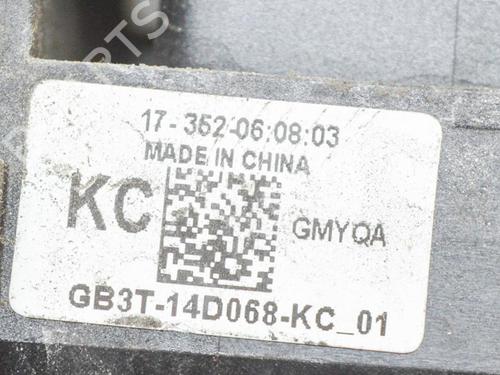 17-352-06:08:03
MADE IN CHINA
KC
GMYQA
GB3T-14D068-KC_01